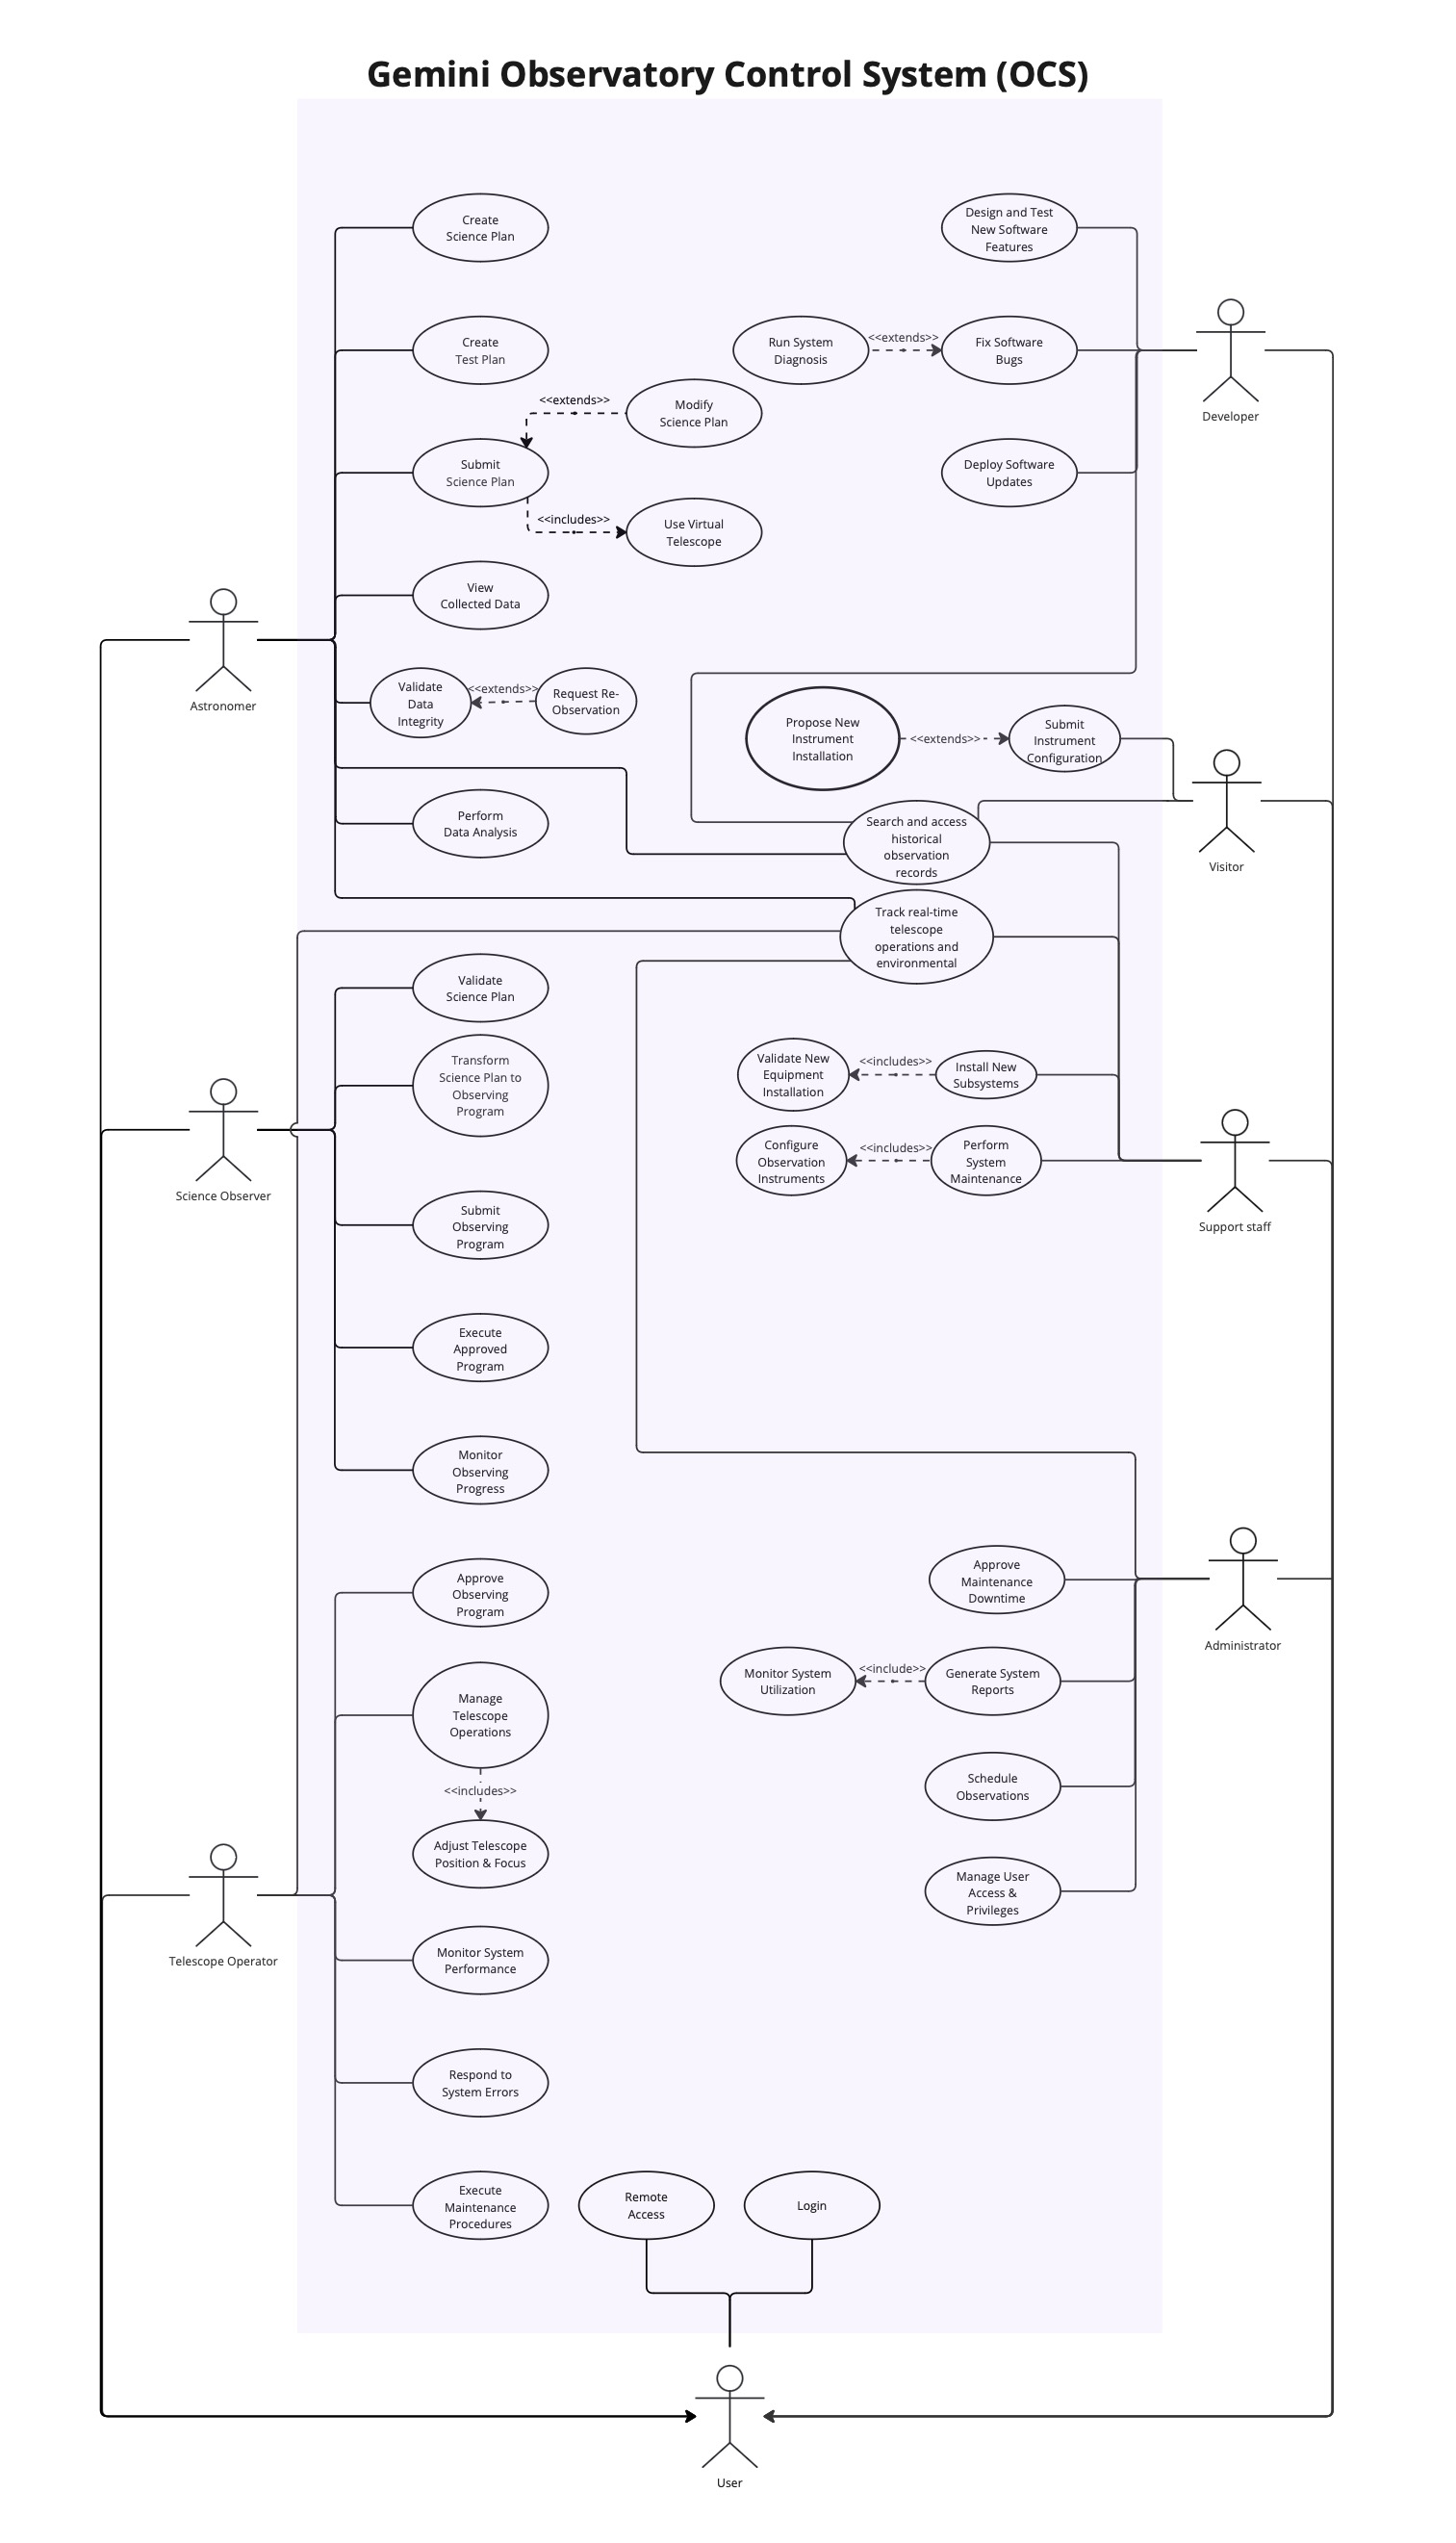 Gemini Observatory Control System (OCS)
Create
Science Plan
Design and Test
New Software
Features
Create
Test Plan
Run System
Diagnosis
<<extends>>
Fix Software
Bugs
Developer
<<extends>>
Modify
Science Plan
Submit
Science Plan
Deploy Software
Updates
<<includes>>
Use Virtual
Telescope
View
Collected Data
Astronomer
Validate
Data
Integrity
<<extends>>
Request Re-
Observation
Propose New
Instrument
Installation
<<extends>>
Submit
Instrument
Configuration
Visitor
Perform
Data Analysis
Search and access
historical
observation
records
Track real-time
telescope
operations and
environmental
Validate
Science Plan
Transform
Science Plan to
Observing
Program
Validate New
Equipment
Installation
<<includes>>
Install New
Subsystems
Science Observer
Configure
Observation
Instruments
<<includes>>
Perform
System
Maintenance
Support staff
Submit
Observing
Program
Execute
Approved
Program
Monitor
Observing
Progress
Approve
Observing
Program
Approve
Maintenance
Downtime
Administrator
Manage
Telescope
Operations
Monitor System
Utilization
<<include>>
Generate System
Reports
<<includes>>
Schedule
Observations
Adjust Telescope
Position & Focus
Manage User
Access &
Privileges
Telescope Operator
Monitor System
Performance
Respond to
System Errors
Execute
Maintenance
Procedures
Remote
Access
Login
User